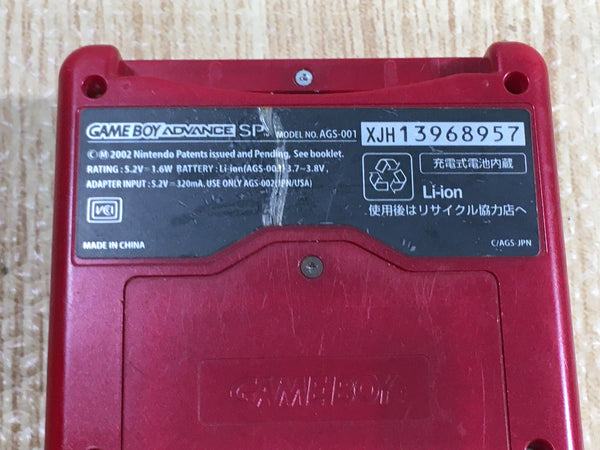 GAME BOY ADVANCE SP™ MODEL NO. AGS-001 XJH13968957
©Ⓜ 2002 Nintendo Patents issued and Pending, See booklet.
RATING : 5.2V⎓1.6W BATTERY : Li-ion(AGS-003) 3.7⎓3.8V,
ADAPTER INPUT : 5.2V⎓320mA. USE ONLY AGS-002(JPN/USA)
VCI
MADE IN CHINA
充電式電池内蔵
Li-ion
使用後はリサイクル協力店へ
C/AGS-JPN
GAME BOY